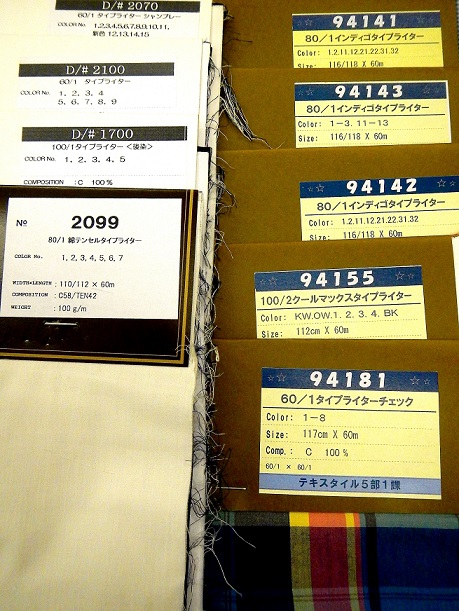 D/# 2070
60/1 タイプライター シャンブレー
COLOR No. 1,2,3,4,5,6,7,8,9,10,11,
新色 12,13,14,15
D/# 2100
60/1 タイプライター
COLOR No. 1, 2, 3, 4
5, 6, 7, 8, 9
D/# 1700
100/1タイプライター <後染>
COLOR No. 1, 2, 3, 4, 5
COMPOSITION : C 100%
No 2099
80/1 綿テンセルタイプライター
COLOR No. 1, 2, 3, 4, 5, 6, 7
WIDTH×LENGTH : 110/112 × 60m
COMPOSITION : C58/TEN42
WEIGHT : 100 g/m
94141
80/1インディゴタイプライター
Color: 1.2.11.12.21.22.31.32
Size: 116/118 X 60m
94143
80/1インディゴタイプライター
Color: 1-3. 11-13
Size: 116/118 X 60m
94142
80/1インディゴタイプライター
Color: 1.2.11.12.21.22.31.32
Size: 116/118 X 60m
94155
100/2クールマックスタイプライター
Color: KW.OW.1. 2. 3. 4. BK
Size: 112cm X 60m
94181
60/1タイプライターチェック
Color: 1-8
Size: 117cm X 60m
Comp.: C 100%
60/1 × 60/1
テキスタイル5部1課